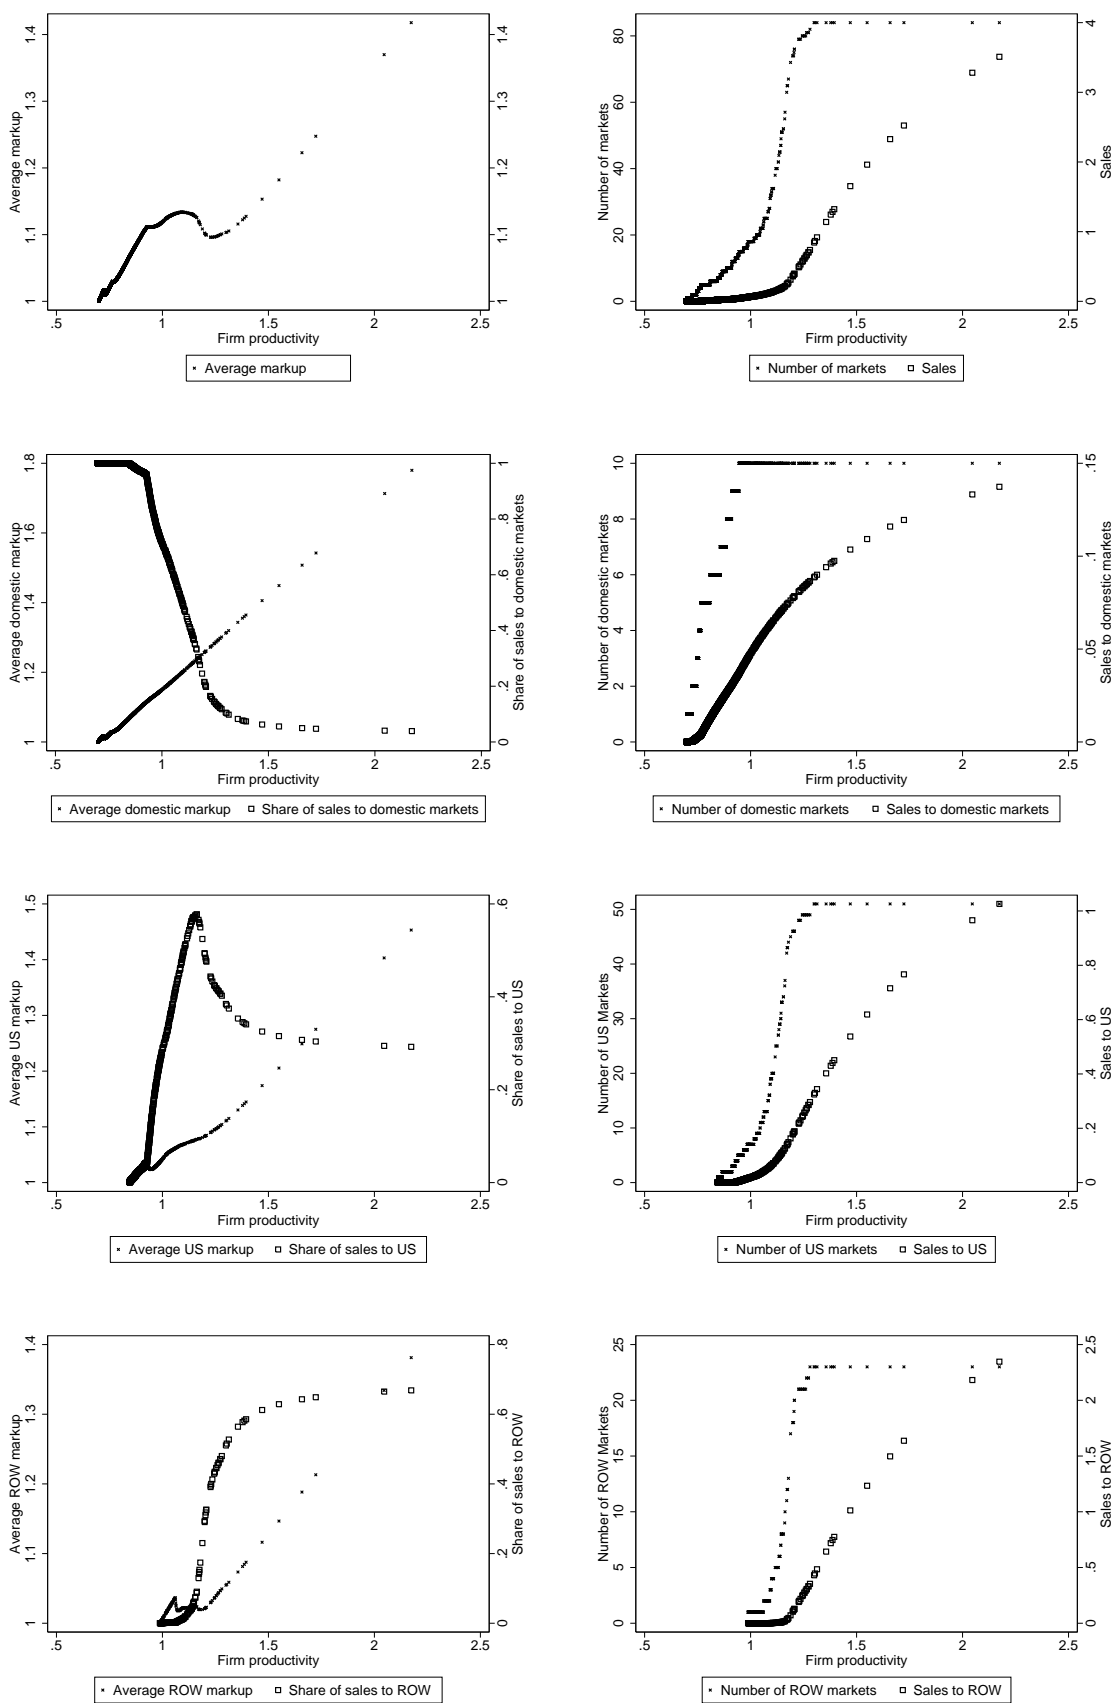 1 1.1 1.2 1.3 1.4
Average markup
1 1.1 1.2 1.3 1.4
.5 1 1.5 2 2.5
Firm productivity
Average markup
0 20 40 60 80
Number of markets
0 1 2 3 4
Sales
.5 1 1.5 2 2.5
Firm productivity
Number of markets Sales
1 1.2 1.4 1.6 1.8
Average domestic markup
0 .2 .4 .6 .8 1
Share of sales to domestic markets
.5 1 1.5 2 2.5
Firm productivity
Average domestic markup Share of sales to domestic markets
0 2 4 6 8 10
Number of domestic markets
0 .05 .1 .15
Sales to domestic markets
.5 1 1.5 2 2.5
Firm productivity
Number of domestic markets Sales to domestic markets
1 1.1 1.2 1.3 1.4 1.5
Average US markup
0 .2 .4 .6
Share of sales to US
.5 1 1.5 2 2.5
Firm productivity
Average US markup Share of sales to US
0 10 20 30 40 50
Number of US Markets
0 .2 .4 .6 .8 1
Sales to US
.5 1 1.5 2 2.5
Firm productivity
Number of US markets Sales to US
1 1.1 1.2 1.3 1.4
Average ROW markup
0 .2 .4 .6 .8
Share of sales to ROW
.5 1 1.5 2 2.5
Firm productivity
Average ROW markup Share of sales to ROW
0 5 10 15 20 25
Number of ROW Markets
0 .5 1 1.5 2 2.5
Sales to ROW
.5 1 1.5 2 2.5
Firm productivity
Number of ROW markets Sales to ROW